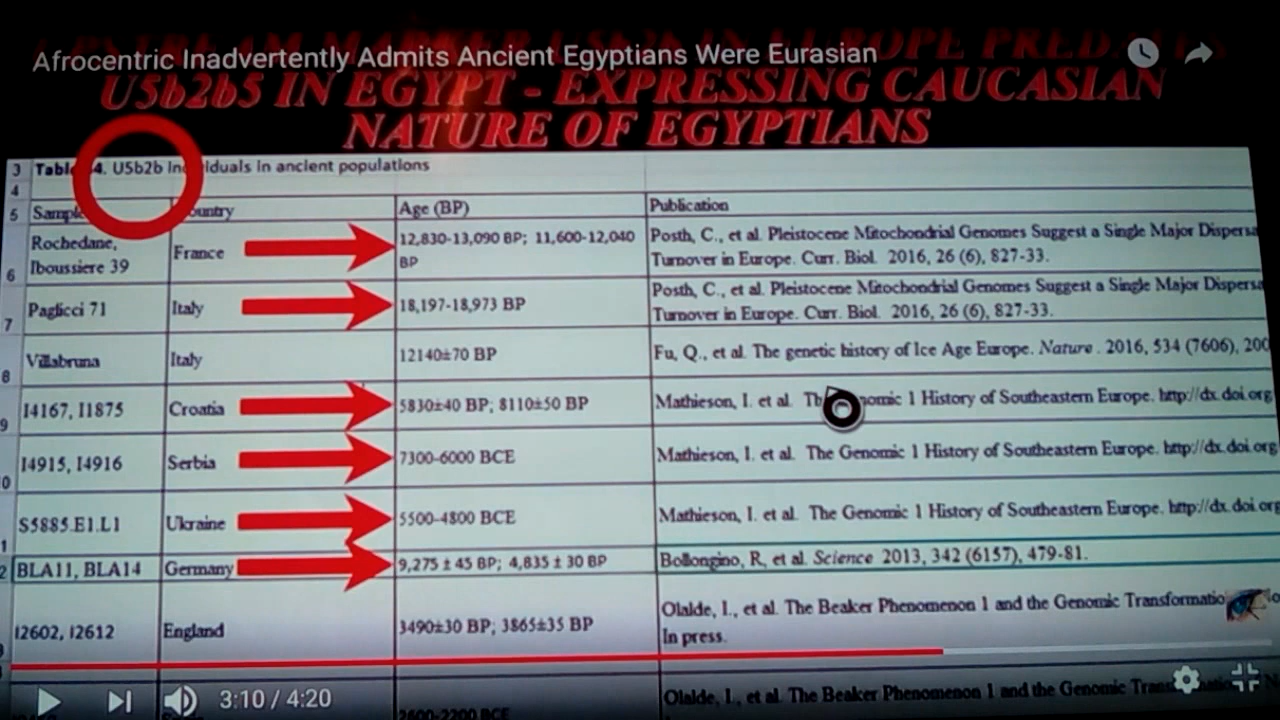 Afrocentric Inadvertently Admits Ancient Egyptians Were Eurasian
U5b2b5 IN EGYPT - EXPRESSING CAUCASIAN
NATURE OF EGYPTIANS
3 4. U5b2b in ancient populations
4
5 Country Age (BP) Publication
Rochedane,
Iboussiere 39
6
France
12,830-13,090 BP; 11,600-12,040
BP
Posth, C., et al. Pleistocene Mitochondrial Genomes Suggest a Single Major Dispersa
Turnover in Europe. Curr. Biol. 2016, 26 (6), 827-33.
7
Paglicci 71
Italy
18,197-18,973 BP
Posth, C., et al. Pleistocene Mitochondrial Genomes Suggest a Single Major Dispersa
Turnover in Europe. Curr. Biol. 2016, 26 (6), 827-33.
8
Villabruna
Italy
12140±70 BP
Fu, Q., et al. The genetic history of Ice Age Europe. Nature . 2016, 534 (7606), 200
9
I4167, I1875
Croatia
5830±40 BP; 8110±50 BP
Mathieson, I. et al. 1 History of Southeastern Europe. http://dx.doi.org
0
I4915, I4916
Serbia
7300-6000 BCE
Mathieson, I. et al. The Genomic 1 History of Southeastern Europe. http://dx.doi.org
1
S5885.E1.L1
Ukraine
5500-4800 BCE
Mathieson, I. et al. The Genomic 1 History of Southeastern Europe. http://dx.doi.org
2
BLA11, BLA14
Germany
9,275 ± 45 BP; 4,835 ± 30 BP
Bollongino, R, et al. Science 2013, 342 (6157), 479-81.
I2602, I2612
England
3490±30 BP; 3865±35 BP
Olalde, I., et al. The Beaker Phenomenon 1 and the Genomic Transformatio
In press.
3:10 / 4:20
2600-2200 BCE
Olalde, I., et al. The Beaker Phenomenon 1 and the Genomic